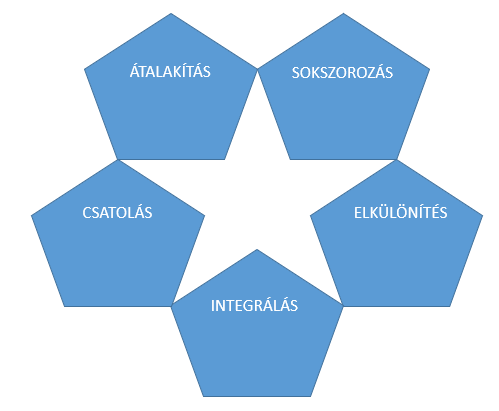 ÁTALAKÍTÁS
SOKSZOROZÁS
CSATOLÁS
ELKÜLÖNÍTÉS
INTEGRÁLÁS